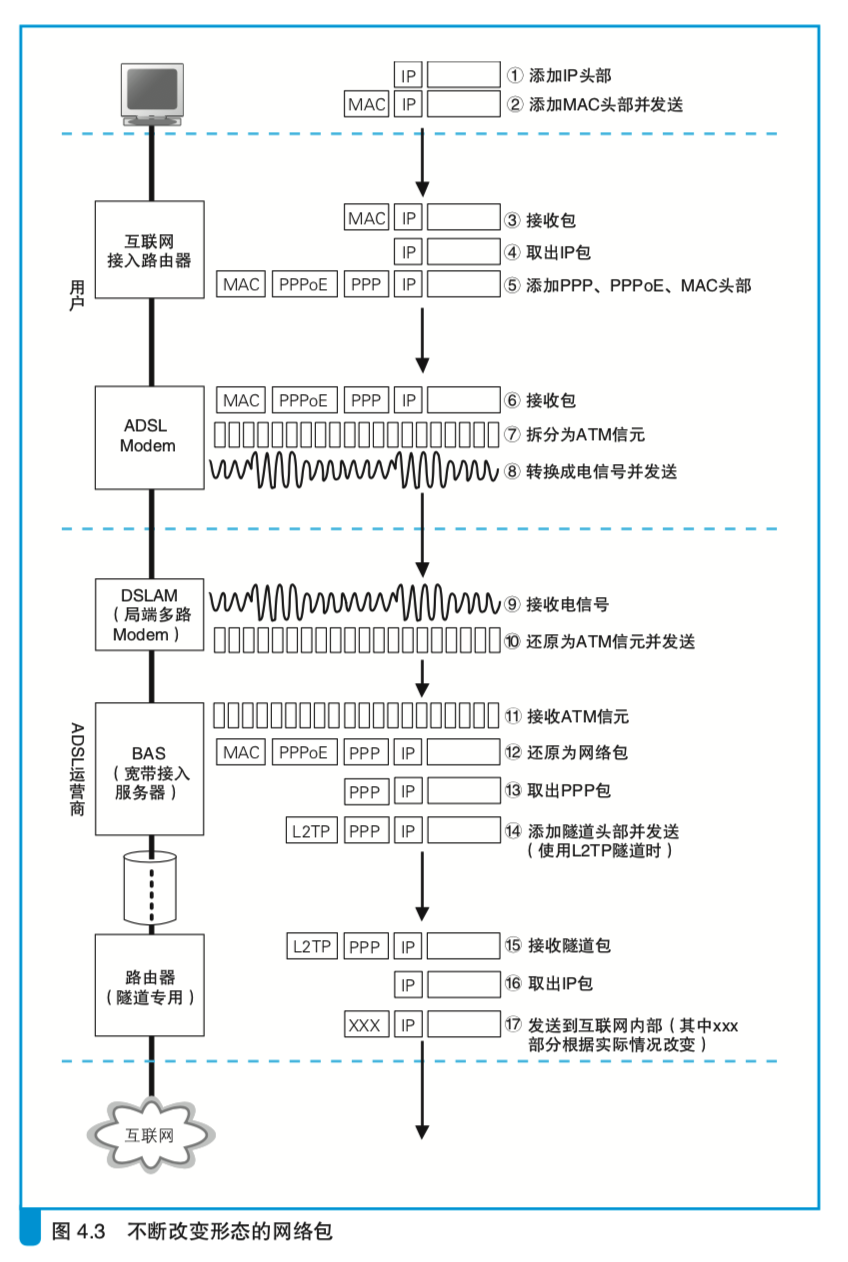 IP ① 添加IP头部
MAC IP ② 添加MAC头部并发送
用户
互联网
接入路由器
MAC IP ③ 接收包
IP ④ 取出IP包
MAC PPPoE PPP IP ⑤ 添加PPP、PPPoE、MAC头部
ADSL
Modem
MAC PPPoE PPP IP ⑥ 接收包
⑦ 拆分为ATM信元
⑧ 转换成电信号并发送
ADSL运营商
DSLAM
（局端多路
Modem）
⑨ 接收电信号
⑩ 还原为ATM信元并发送
BAS
（宽带接入
服务器）
⑪ 接收ATM信元
MAC PPPoE PPP IP ⑫ 还原为网络包
PPP IP ⑬ 取出PPP包
L2TP PPP IP ⑭ 添加隧道头部并发送
（使用L2TP隧道时）
路由器
（隧道专用）
L2TP PPP IP ⑮ 接收隧道包
IP ⑯ 取出IP包
XXX IP ⑰ 发送到互联网内部（其中xxx
部分根据实际情况改变）
互联网
图 4.3 不断改变形态的网络包